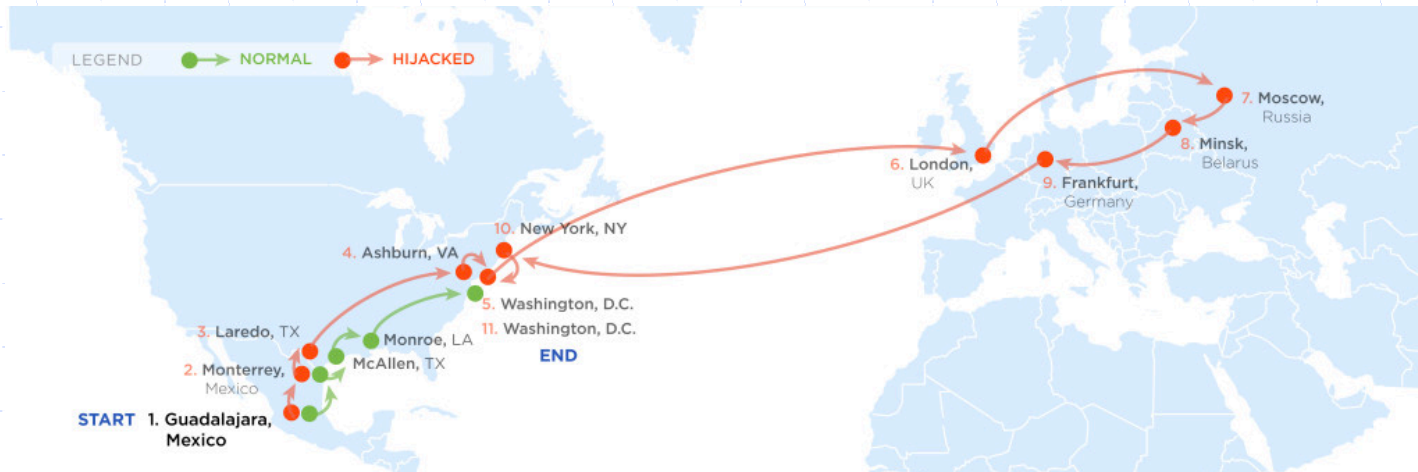 LEGEND NORMAL HIJACKED
7. Moscow,
Russia
8. Minsk,
Belarus
6. London,
UK
9. Frankfurt,
Germany
10. New York, NY
4. Ashburn, VA
5. Washington, D.C.
11. Washington, D.C.
END
3. Laredo, TX
Monroe, LA
McAllen, TX
2. Monterrey,
Mexico
START 1. Guadalajara,
Mexico